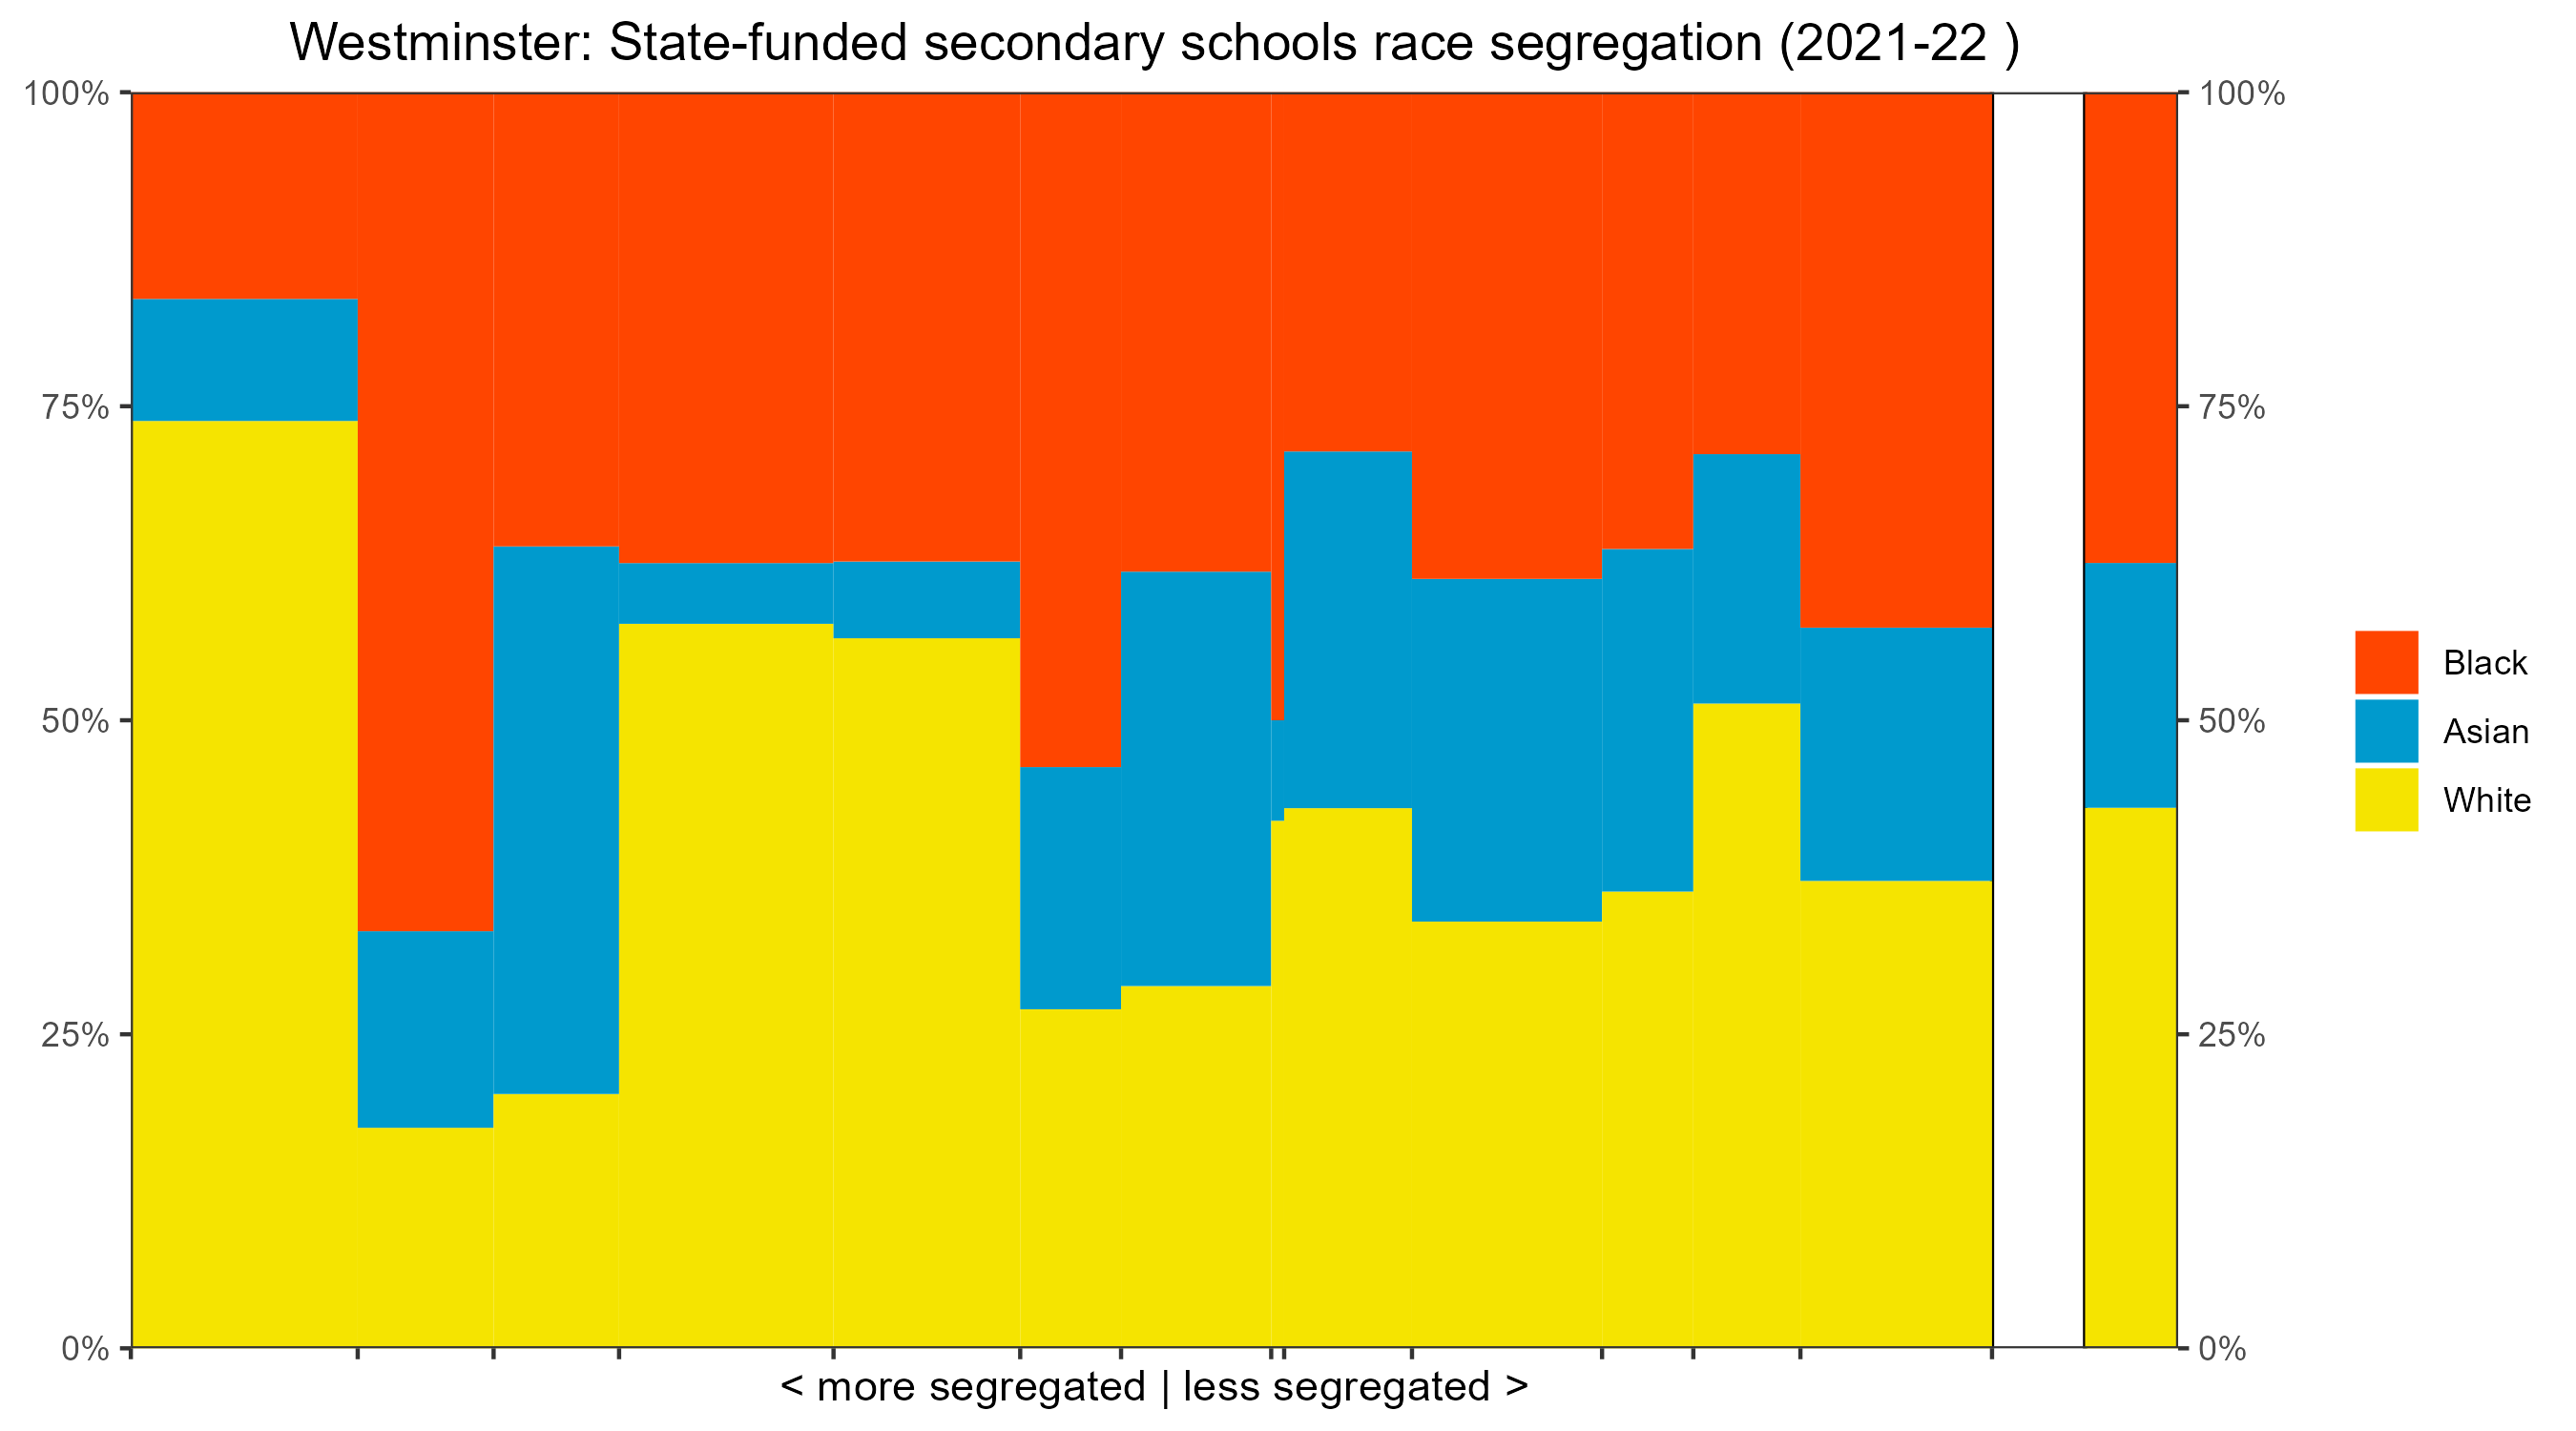 Westminster: State-funded secondary schools race segregation (2021-22 )
100%
75%
50%
25%
0%
100%
75%
50%
25%
0%
Black
Asian
White
< more segregated | less segregated >